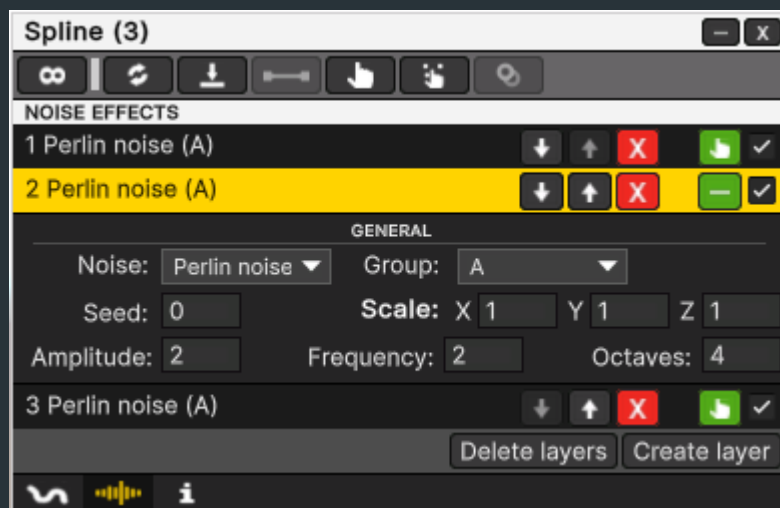 Spline (3)
NOISE EFFECTS
1 Perlin noise (A)
X
2 Perlin noise (A)
X
GENERAL
Noise: Perlin noise Group: A
Seed: 0 Scale: X 1 Y 1 Z 1
Amplitude: 2 Frequency: 2 Octaves: 4
3 Perlin noise (A)
X
Delete layers Create layer